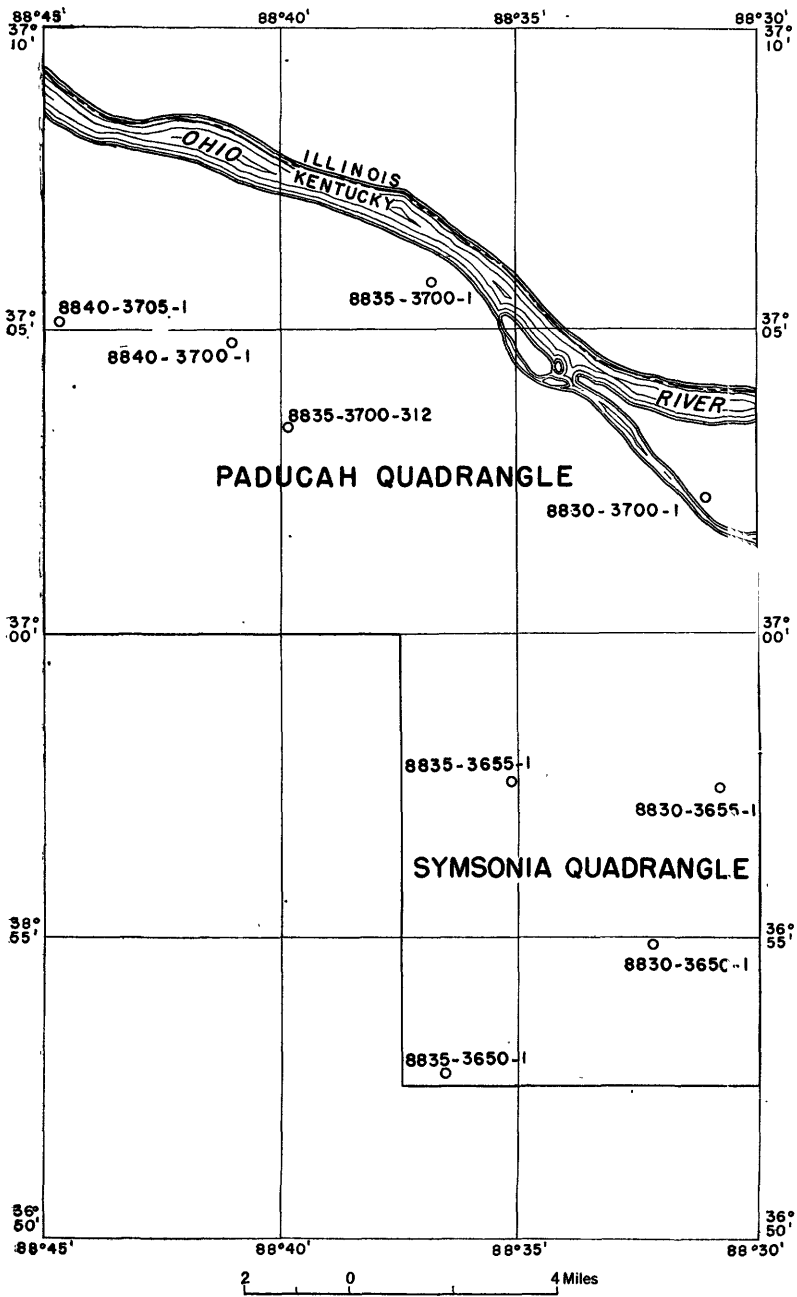 88°45' 88°40' 88°35' 88°30'
37° 10' 37° 10'
OHIO
ILLINOIS
KENTUCKY
8840-3705-1
8835-3700-1
37° 05' 37° 05'
8840-3700-1
RIVER
8835-3700-312
PADUCAH QUADRANGLE
8830-3700-1
37° 00' 37° 00'
8835-3655-1
8830-3655-1
SYMSONIA QUADRANGLE
38° 55' 36° 55'
8830-3650-1
8835-3650-1
36° 50' 36° 50'
88°45' 88°40' 88°35' 88°30'
2 0 4 Miles